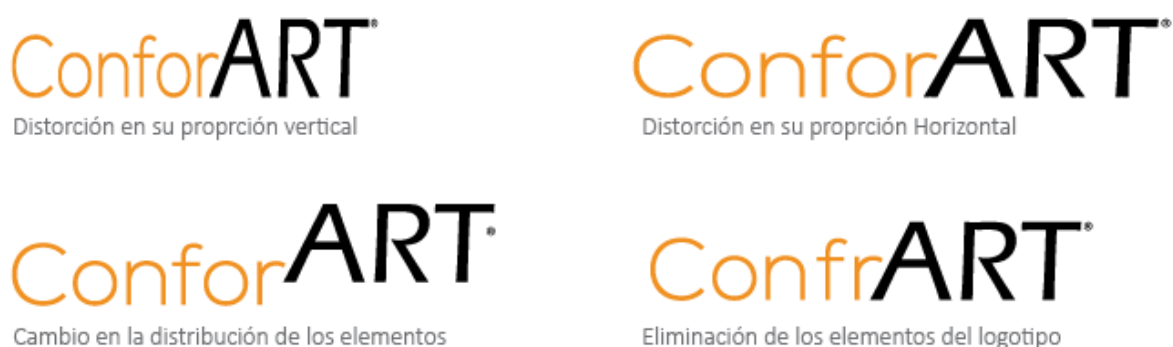 ConforART®
Distorción en su proprción vertical
ConforART®
Distorción en su proprción Horizontal
ConforART®
Cambio en la distribución de los elementos
ConfrART®
Eliminación de los elementos del logotipo